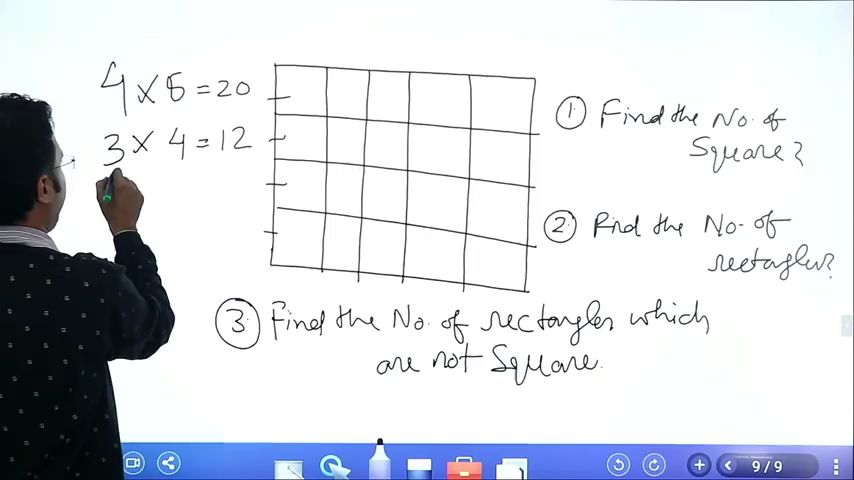 4 × 5 = 20
3 × 4 = 12
① Find the No. of
Square?
② Find the No. of
rectagles?
③ Find the No. of rectangles which
are not Square.
9/9